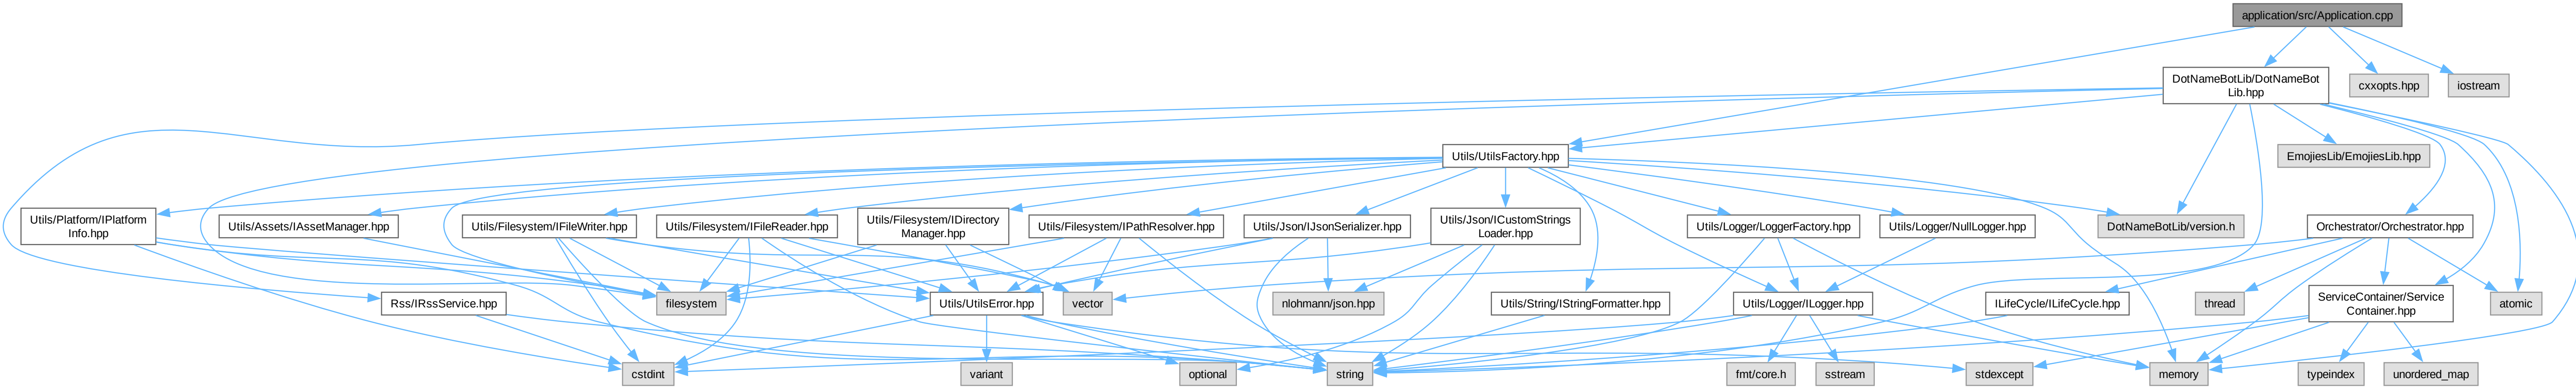 application/src/Application.cpp
DotNameBotLib/DotNameBot
Lib.hpp
cxxopts.hpp
iostream
Utils/UtilsFactory.hpp
EmojiesLib/EmojiesLib.hpp
Utils/Platform/IPlatform
Info.hpp
Utils/Assets/IAssetManager.hpp
Utils/Filesystem/IFileWriter.hpp
Utils/Filesystem/IFileReader.hpp
Utils/Filesystem/IDirectory
Manager.hpp
Utils/Filesystem/IPathResolver.hpp
Utils/Json/IJsonSerializer.hpp
Utils/Json/ICustomStrings
Loader.hpp
Utils/Logger/LoggerFactory.hpp
Utils/Logger/NullLogger.hpp
DotNameBotLib/version.h
Orchestrator/Orchestrator.hpp
Rss/IRssService.hpp
filesystem
Utils/UtilsError.hpp
vector
nlohmann/json.hpp
Utils/String/IStringFormatter.hpp
Utils/Logger/ILogger.hpp
ILifeCycle/ILifeCycle.hpp
thread
ServiceContainer/Service
Container.hpp
atomic
cstdint
variant
optional
string
fmt/core.h
sstream
stdexcept
memory
typeindex
unordered_map